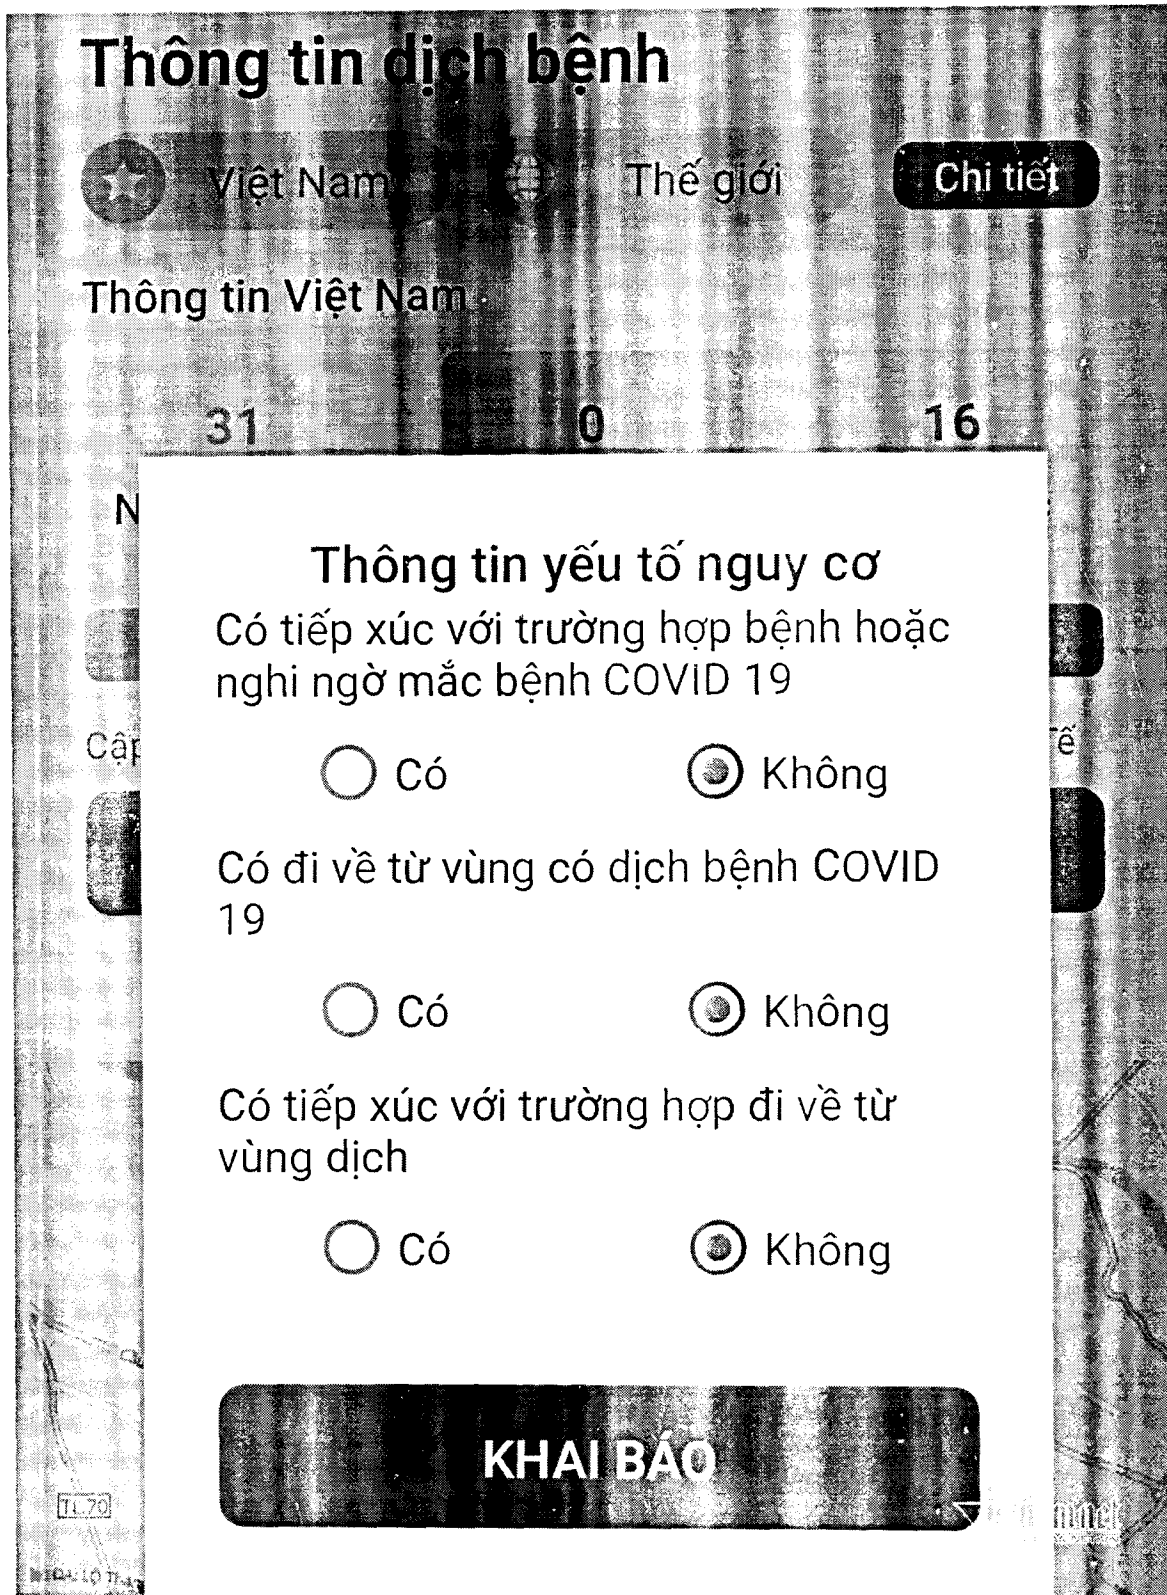 Thông tin dịch bệnh
Việt Nam
Thế giới
Chi tiết
Thông tin Việt Nam
31
0
16
Thông tin yếu tố nguy cơ
Có tiếp xúc với trường hợp bệnh hoặc
nghi ngờ mắc bệnh COVID 19
Có
Không
Có đi về từ vùng có dịch bệnh COVID
19
Có
Không
Có tiếp xúc với trường hợp đi về từ
vùng dịch
Có
Không
KHAI BÁO
TL.70